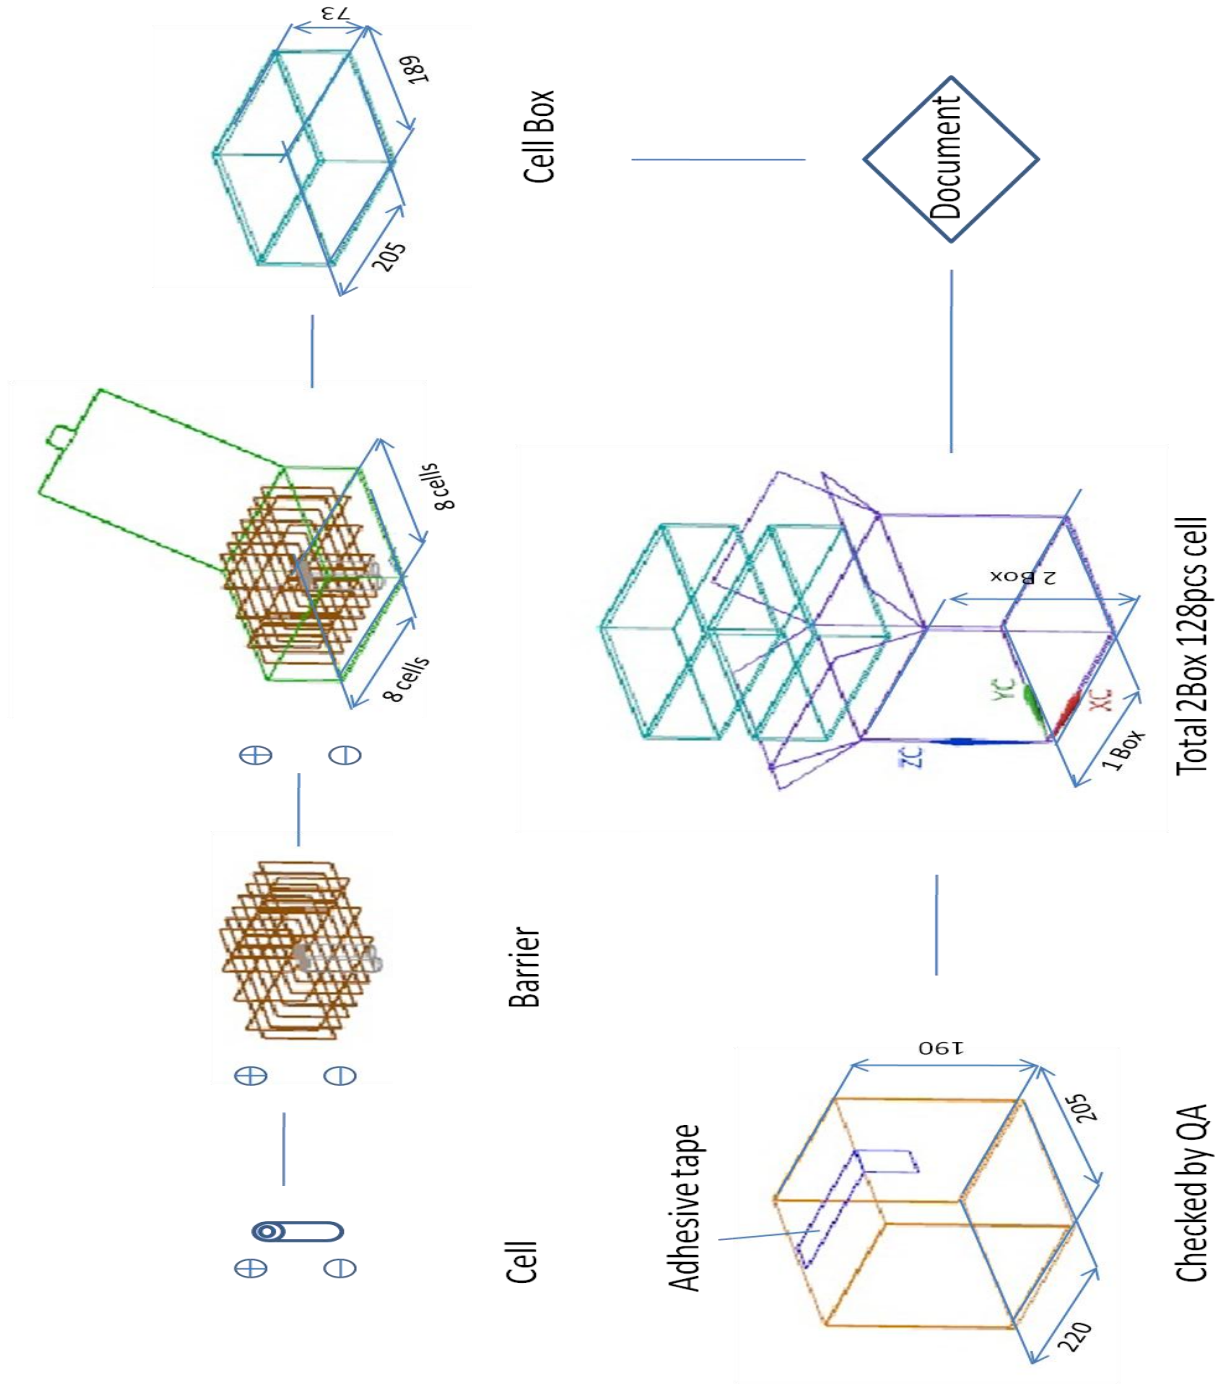 8 cells
8 cells
73
189
205
Cell
Barrier
Cell Box
Adhesive tape
190
205
220
Checked by QA
2 Box
ZC
YC
XC
1 Box
Total 2Box 128pcs cell
Document